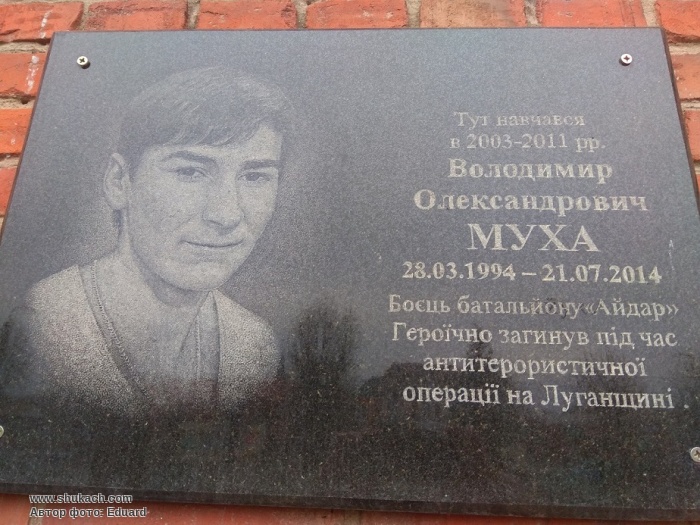 Тут навчався
в 2003-2011 рр.
Володимир
Олександрович
МУХА
28.03.1994 – 21.07.2014
Боєць батальйону «Айдар»
Героїчно загинув під час
антитерористичної
операції на Луганщині
www.shukach.com
Автор фото: Eduard